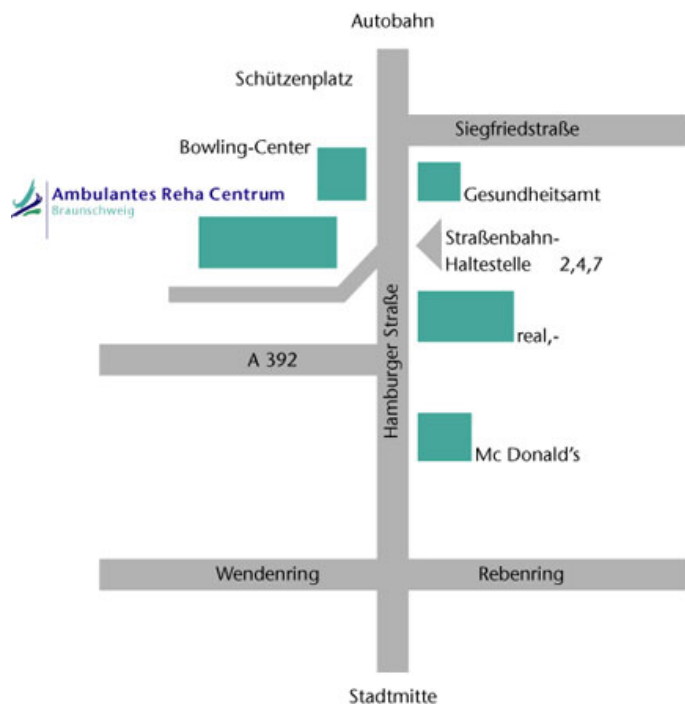 Autobahn
Schützenplatz
Siegfriedstraße
Bowling-Center
Ambulantes Reha Centrum
Braunschweig
Gesundheitsamt
Straßenbahn-
Haltestelle 2,4,7
Hamburger Straße
real,-
A 392
Mc Donald's
Wendenring
Rebenring
Stadtmitte